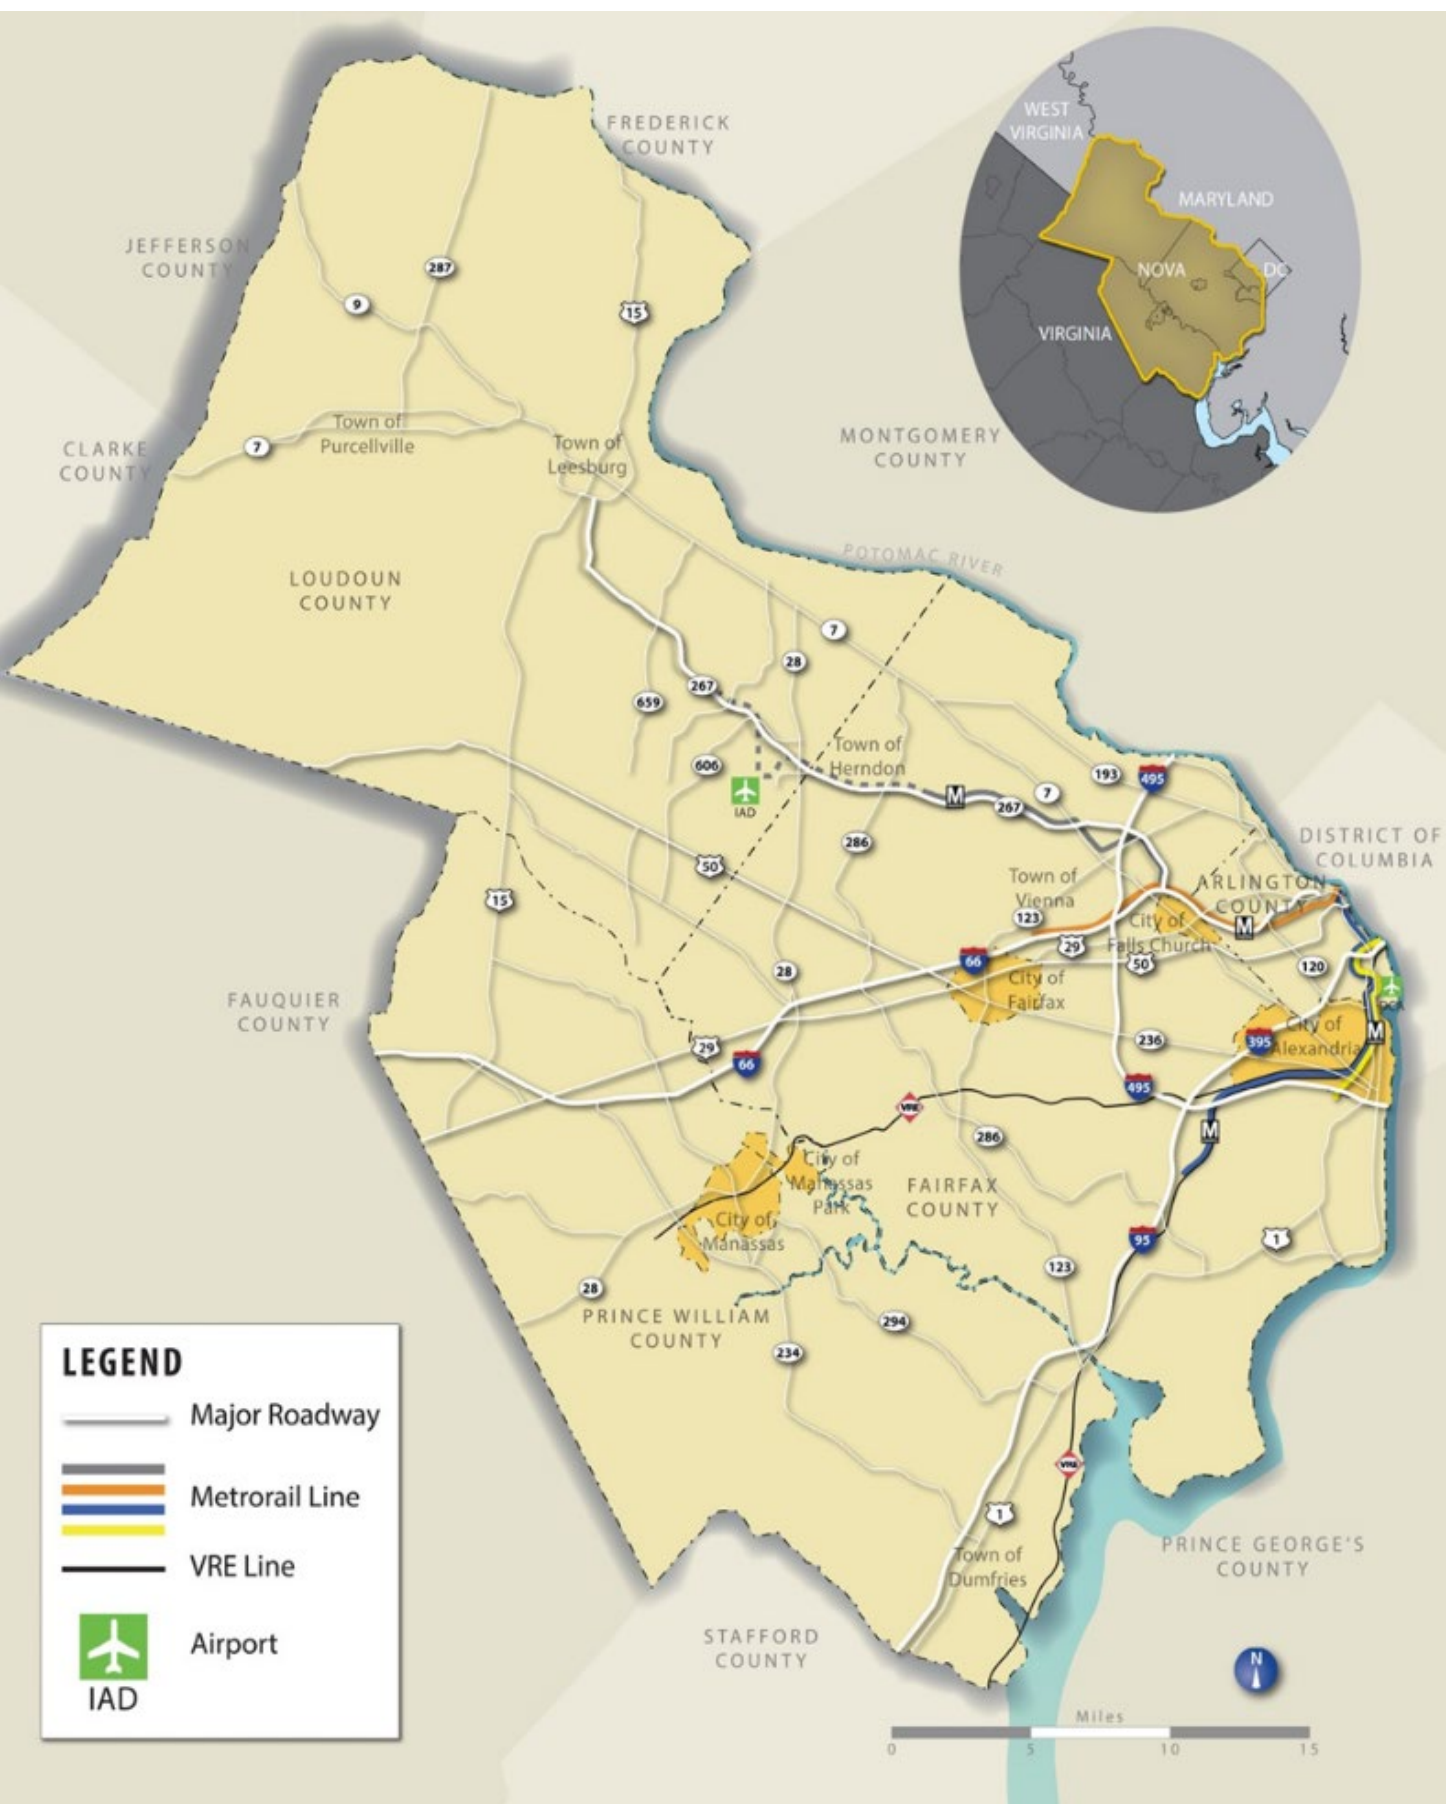 FREDERICK
COUNTY
WEST
VIRGINIA
MARYLAND
NOVA
DC
VIRGINIA
JEFFERSON
COUNTY
287
9
15
Town of
Purcellville
7
CLARKE
COUNTY
Town of
Leesburg
MONTGOMERY
COUNTY
POTOMAC RIVER
LOUDOUN
COUNTY
7
28
267
659
606
IAD
Town of
Herndon
M
267
7
193
495
286
50
15
DISTRICT OF
COLUMBIA
Town of
Vienna
123
ARLINGTON
COUNTY
M
City of
Falls Church
29
50
120
66
City of
Fairfax
28
FAUQUIER
COUNTY
29
66
236
395
City of
Alexandria
M
495
VRE
M
286
City of
Manassas
Park
FAIRFAX
COUNTY
City of
Manassas
95
1
123
28
PRINCE WILLIAM
COUNTY
294
234
VRE
1
Town of
Dumfries
PRINCE GEORGE'S
COUNTY
STAFFORD
COUNTY
LEGEND
Major Roadway
Metrorail Line
VRE Line
Airport
IAD
N
Miles
0 5 10 15